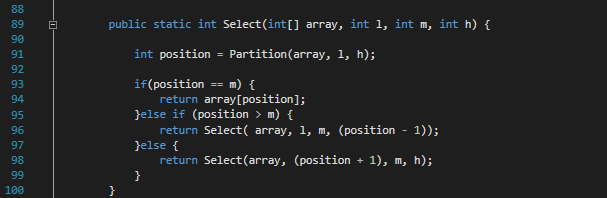 88
89 public static int Select(int[] array, int l, int m, int h) {
90
91 int position = Partition(array, l, h);
92
93 if(position == m) {
94 return array[position];
95 }else if (position > m) {
96 return Select( array, l, m, (position - 1));
97 }else {
98 return Select(array, (position + 1), m, h);
99 }
100 }